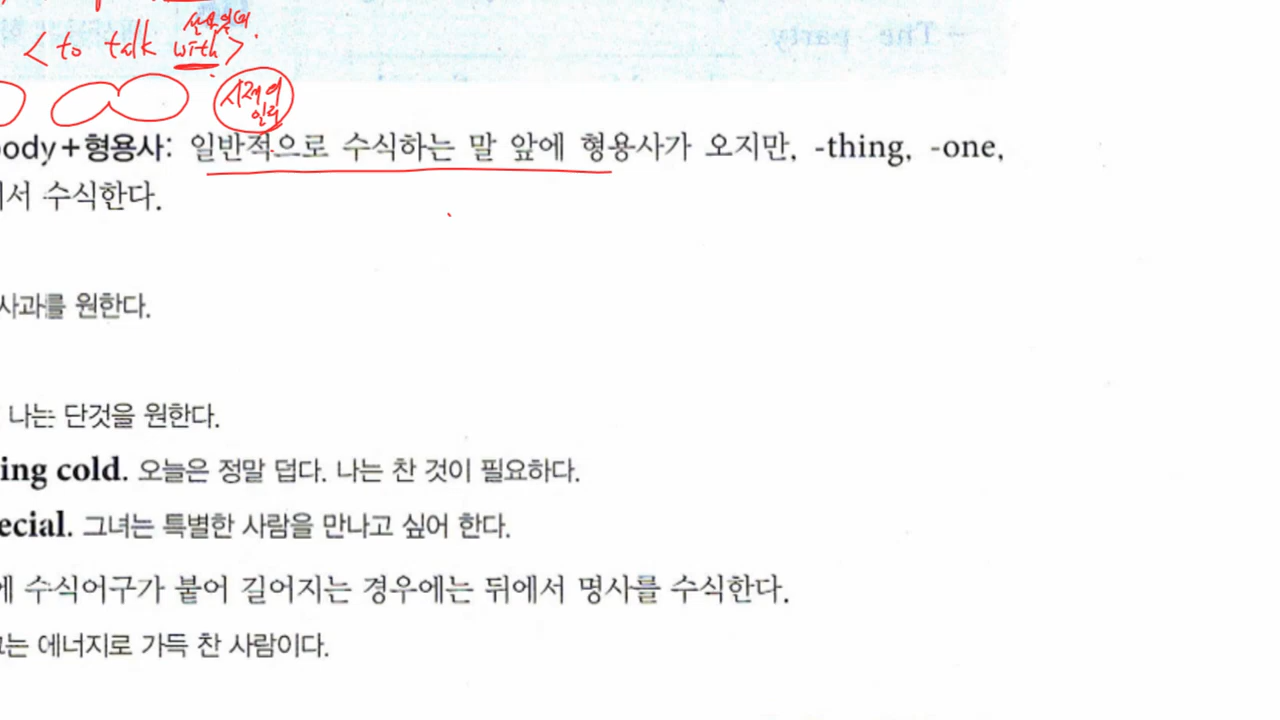 - The party
< to talk with >
시제의
일치
body+형용사: 일반적으로 수식하는 말 앞에 형용사가 오지만, -thing, -one,
서 수식한다.
사과를 원한다.
나는 단것을 원한다.
ing cold. 오늘은 정말 덥다. 나는 찬 것이 필요하다.
ecial. 그녀는 특별한 사람을 만나고 싶어 한다.
에 수식어구가 붙어 길어지는 경우에는 뒤에서 명사를 수식한다.
그는 에너지로 가득 찬 사람이다.